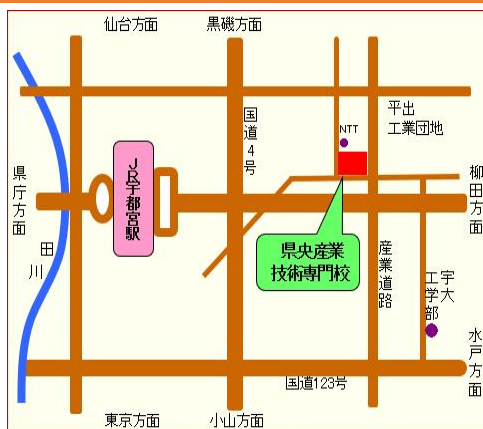 仙台方面
黒磯方面
国道4号
平出
工業団地
NTT
県庁方面
JR宇都宮駅
柳田方面
県央産業
技術専門校
田川
産業道路
宇大
工学部
水戸方面
国道123号
東京方面
小山方面